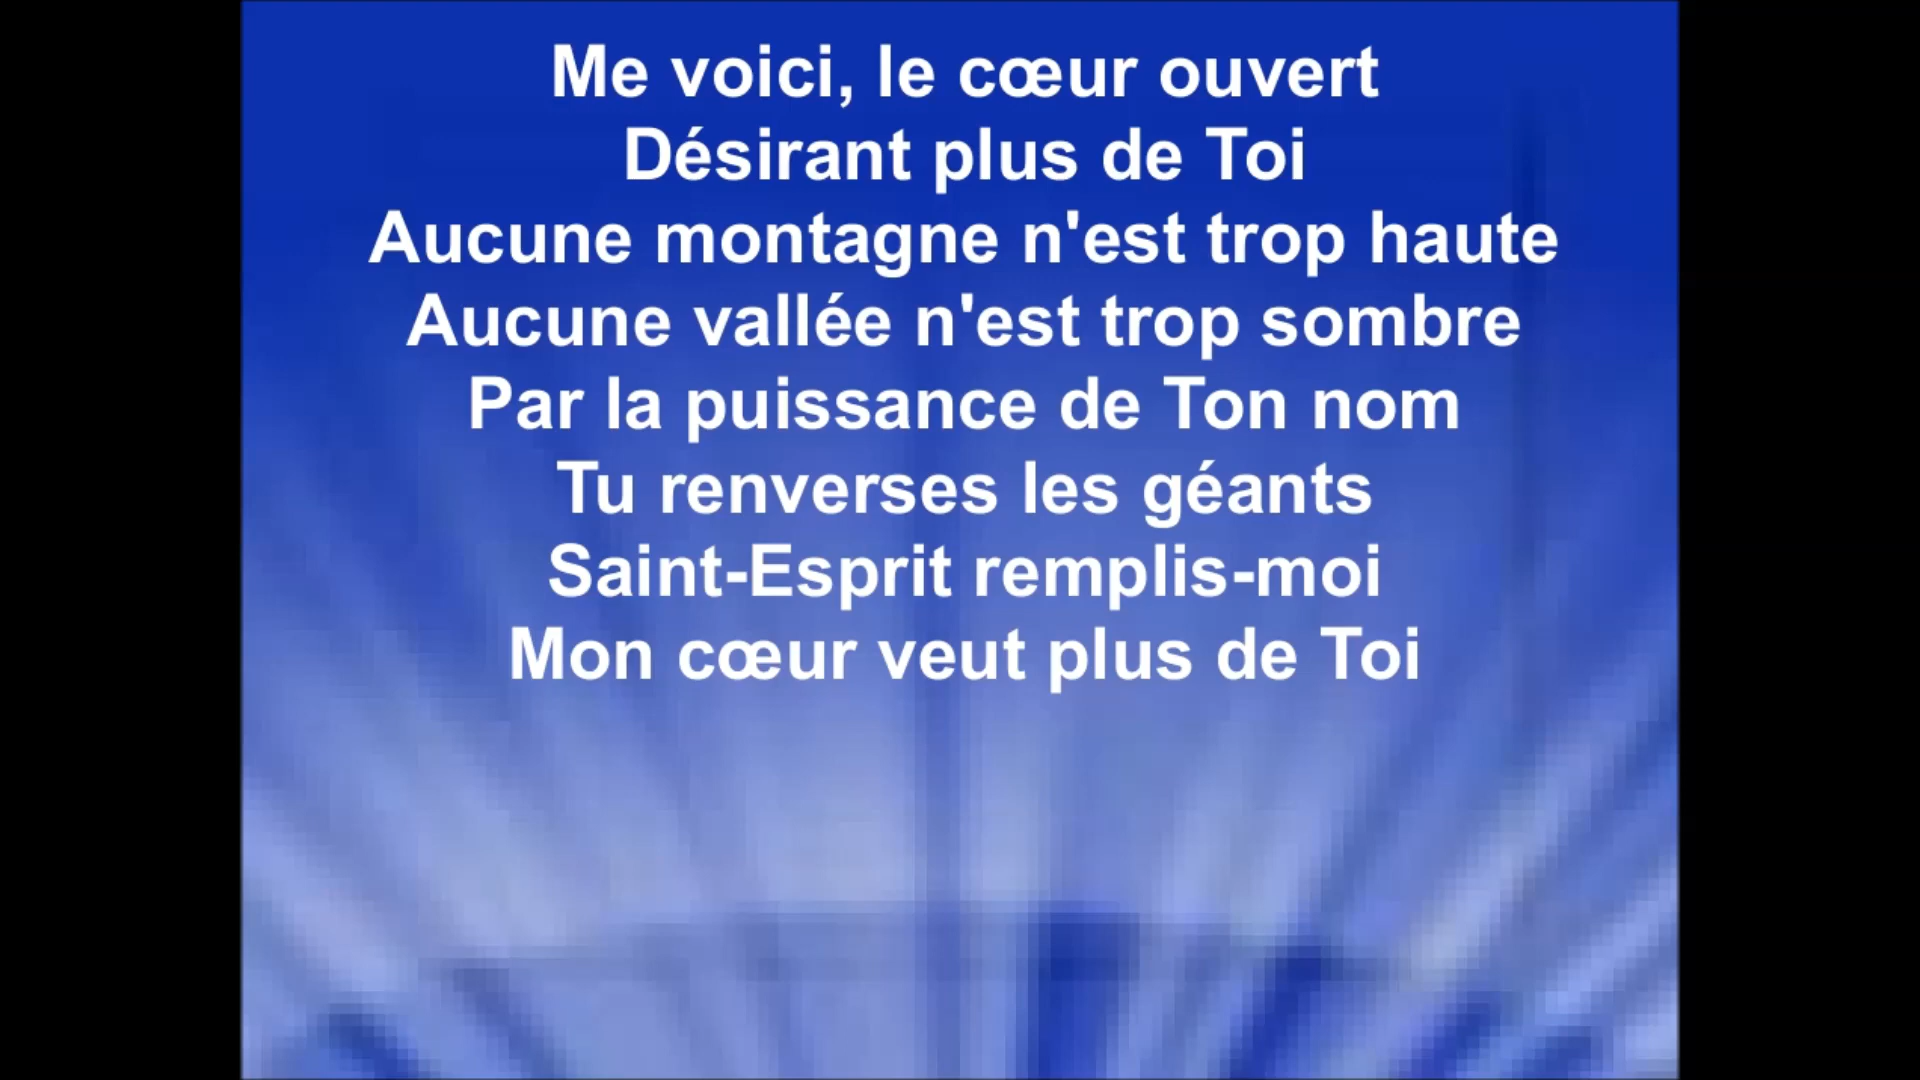 Me voici, le cœur ouvert
Désirant plus de Toi
Aucune montagne n'est trop haute
Aucune vallée n'est trop sombre
Par la puissance de Ton nom
Tu renverses les géants
Saint-Esprit remplis-moi
Mon cœur veut plus de Toi